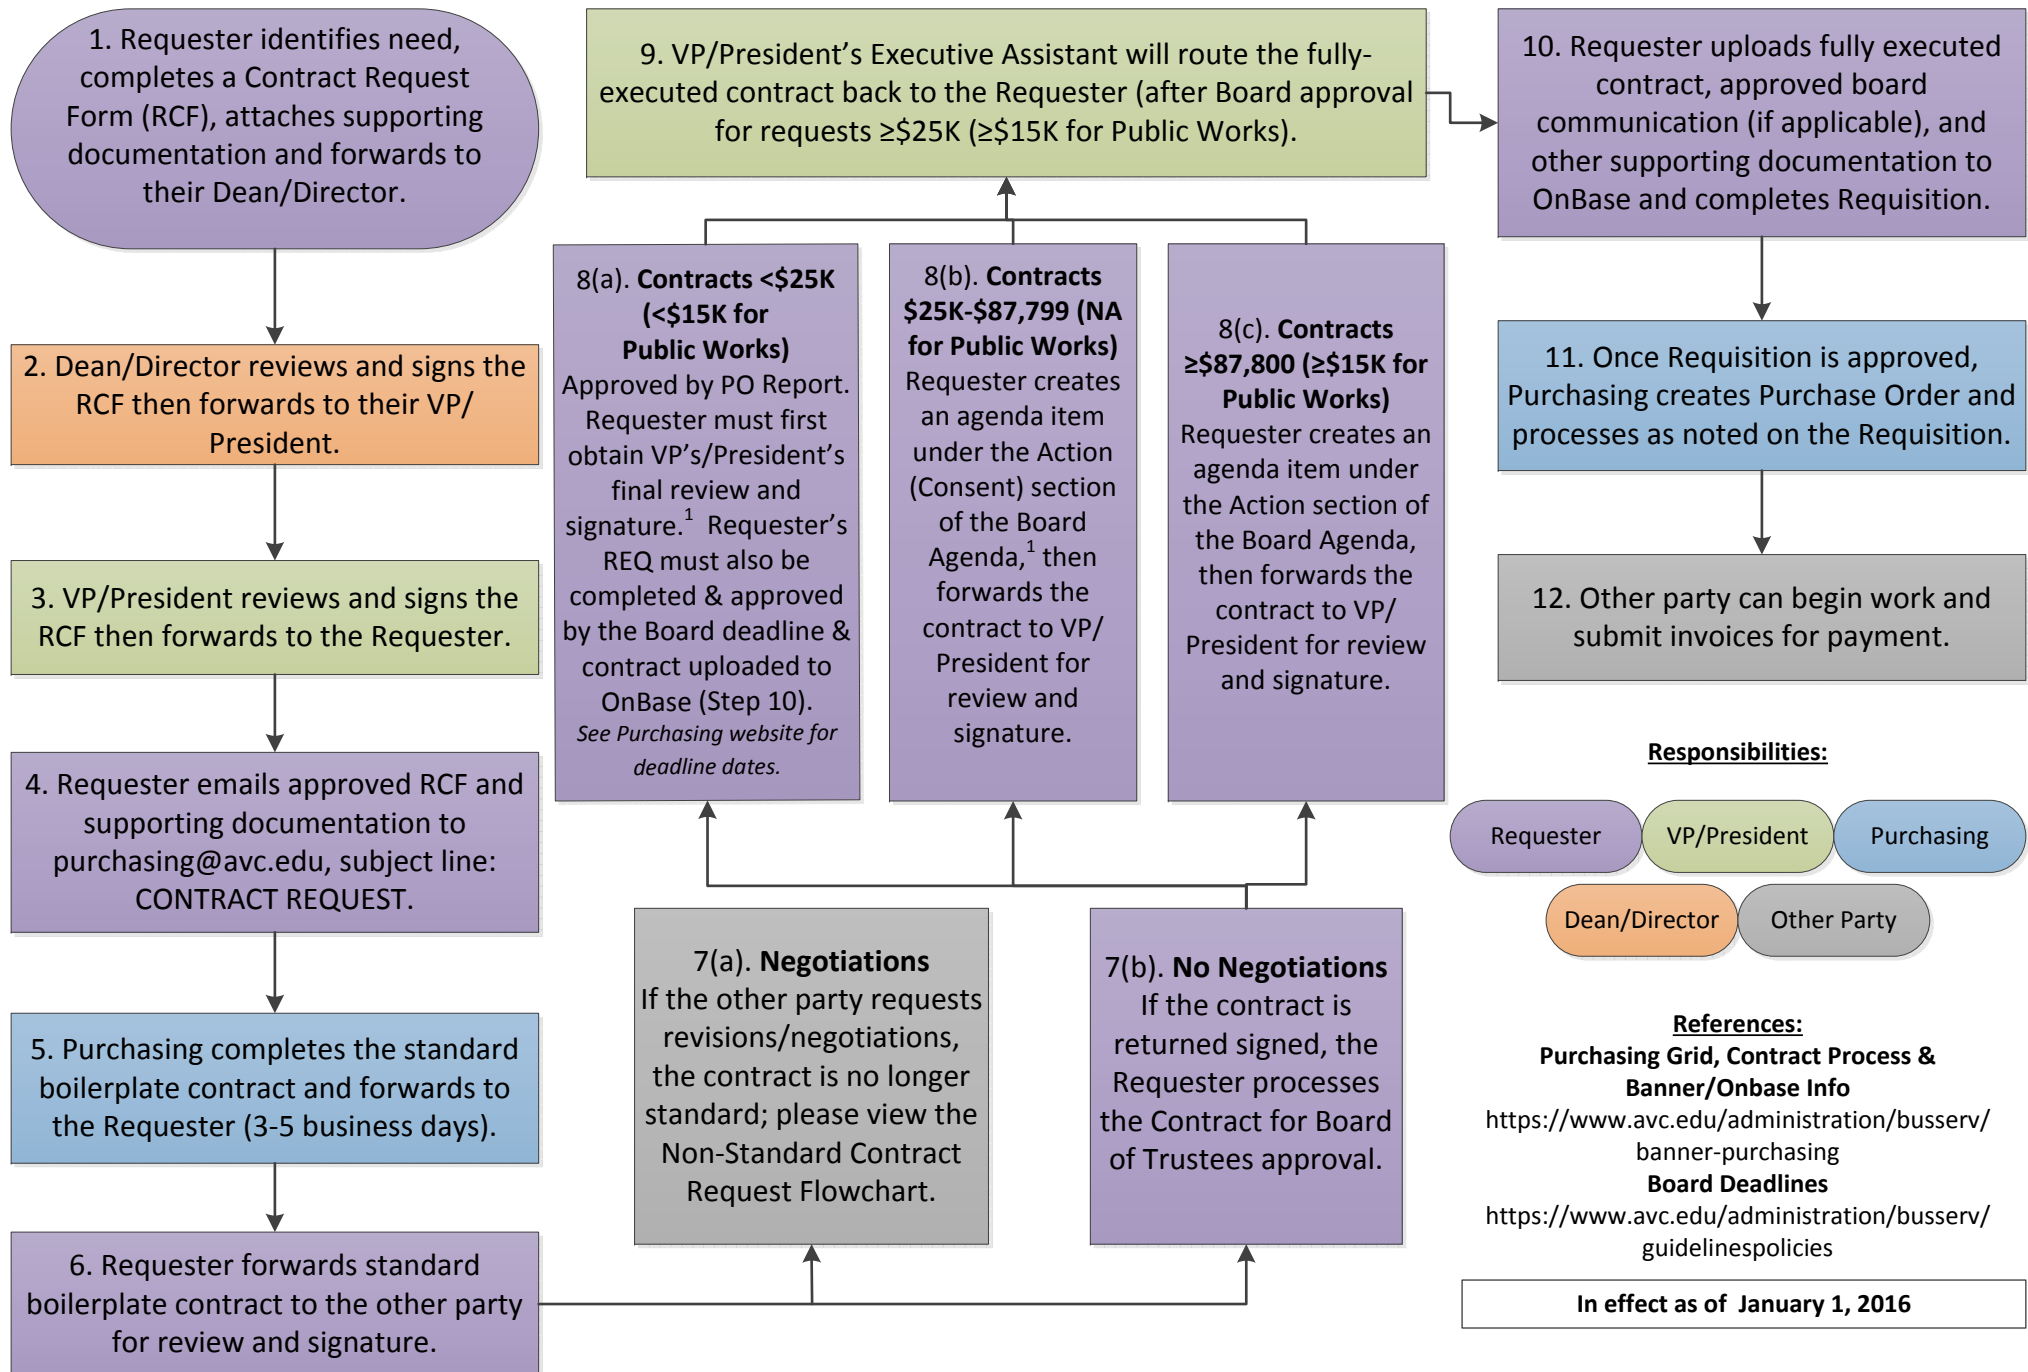 1. Requester identifies need,
completes a Contract Request
Form (RCF), attaches supporting
documentation and forwards to
their Dean/Director.
2. Dean/Director reviews and signs the
RCF then forwards to their VP/
President.
3. VP/President reviews and signs the
RCF then forwards to the Requester.
4. Requester emails approved RCF and
supporting documentation to
purchasing@avc.edu, subject line:
CONTRACT REQUEST.
5. Purchasing completes the standard
boilerplate contract and forwards to
the Requester (3-5 business days).
6. Requester forwards standard
boilerplate contract to the other party
for review and signature.
7(a). Negotiations
If the other party requests
revisions/negotiations,
the contract is no longer
standard; please view the
Non-Standard Contract
Request Flowchart.
7(b). No Negotiations
If the contract is
returned signed, the
Requester processes
the Contract for Board
of Trustees approval.
8(a). Contracts <$25K
(<$15K for
Public Works)
Approved by PO Report.
Requester must first
obtain VP's/President's
final review and
signature.1 Requester's
REQ must also be
completed & approved
by the Board deadline &
contract uploaded to
OnBase (Step 10).
See Purchasing website for
deadline dates.
8(b). Contracts
$25K-$87,799 (NA
for Public Works)
Requester creates
an agenda item
under the Action
(Consent) section
of the Board
Agenda,1 then
forwards the
contract to VP/
President for
review and
signature.
8(c). Contracts
≥$87,800 (≥$15K for
Public Works)
Requester creates an
agenda item under
the Action section of
the Board Agenda,
then forwards the
contract to VP/
President for review
and signature.
9. VP/President's Executive Assistant will route the fully-
executed contract back to the Requester (after Board approval
for requests ≥$25K (≥$15K for Public Works).
10. Requester uploads fully executed
contract, approved board
communication (if applicable), and
other supporting documentation to
OnBase and completes Requisition.
11. Once Requisition is approved,
Purchasing creates Purchase Order and
processes as noted on the Requisition.
12. Other party can begin work and
submit invoices for payment.
Responsibilities:
Requester
VP/President
Purchasing
Dean/Director
Other Party
References:
Purchasing Grid, Contract Process &
Banner/Onbase Info
https://www.avc.edu/administration/busserv/
banner-purchasing
Board Deadlines
https://www.avc.edu/administration/busserv/
guidelinespolicies
In effect as of January 1, 2016